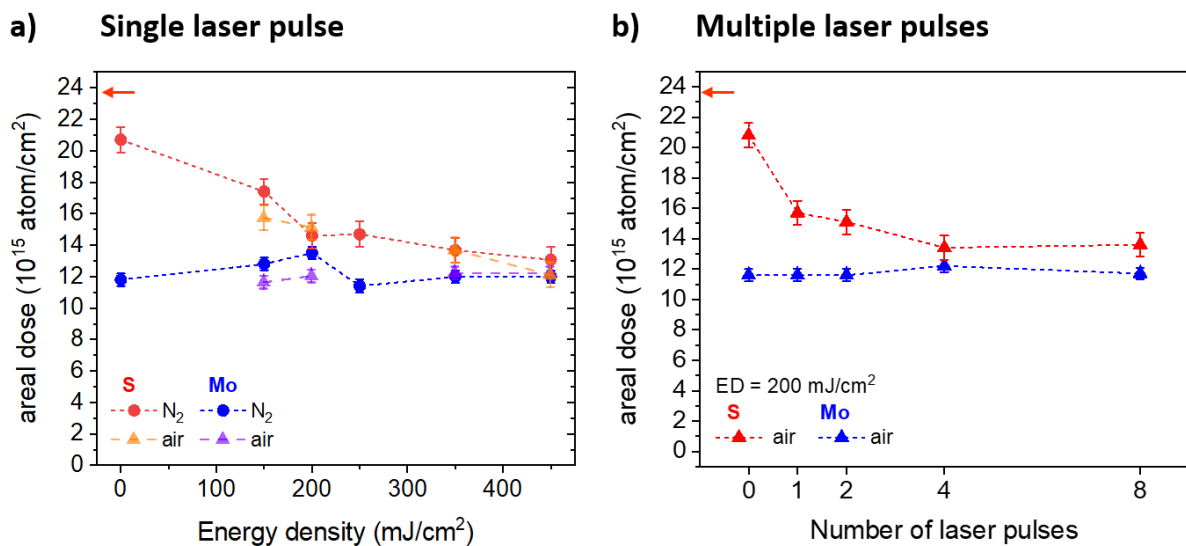 a) Single laser pulse
areal dose (10¹⁵ atom/cm²)
24
22
20
18
16
14
12
10
8
6
4
2
0
S Mo
N₂ N₂
air air
0 100 200 300 400
Energy density (mJ/cm²)
b) Multiple laser pulses
areal dose (10¹⁵ atom/cm²)
24
22
20
18
16
14
12
10
8
6
4
2
0
ED = 200 mJ/cm²
S Mo
air air
0 1 2 4 8
Number of laser pulses